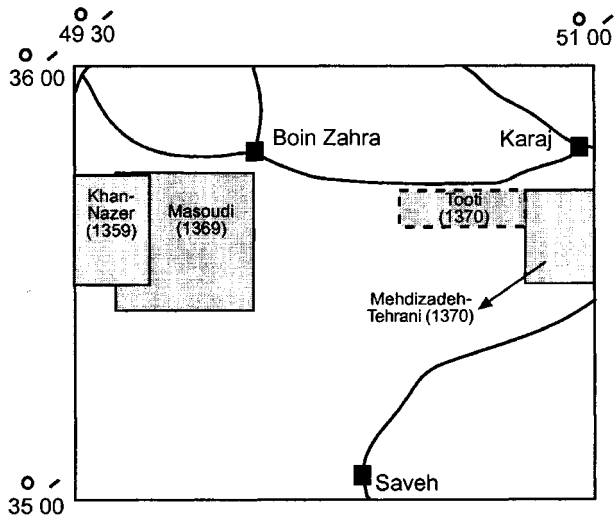 49 30
51 00
36 00
Boin Zahra
Karaj
Khan-
Nazer
(1359)
Masoudi
(1369)
Tooti
(1370)
Mehdizadeh-
Tehrani (1370)
Saveh
35 00